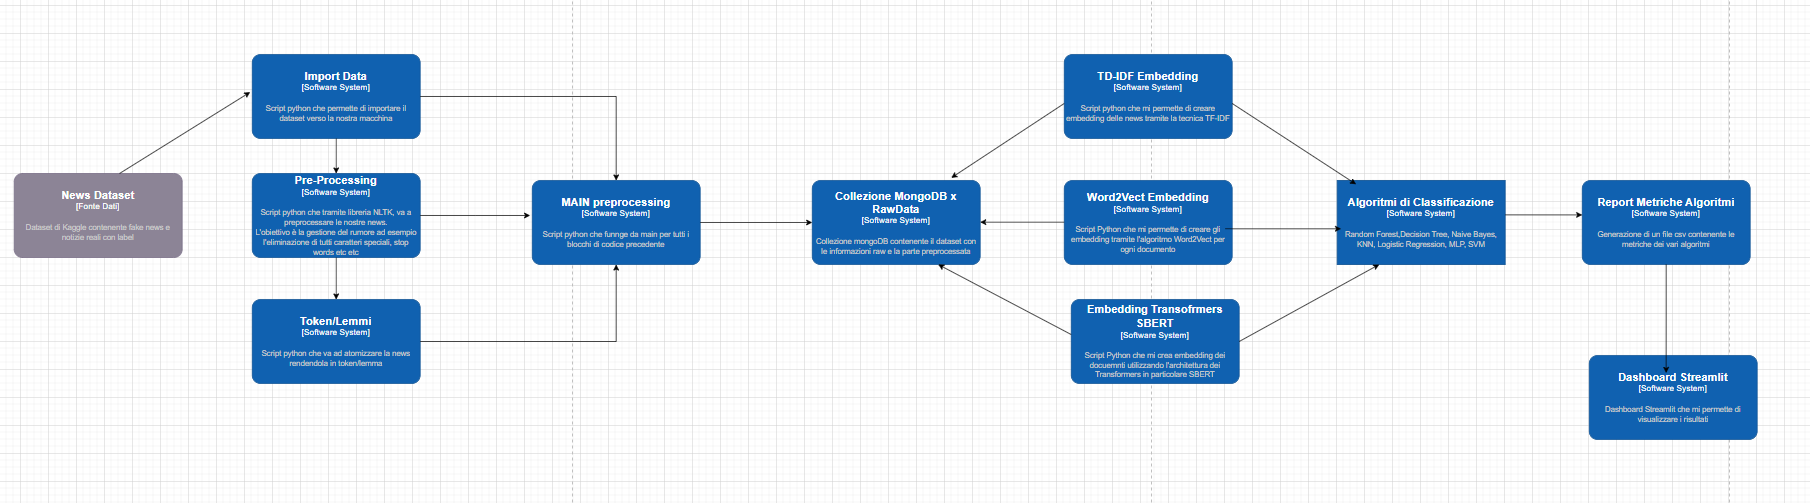 News Dataset
[Fonte Dati]
Dataset di Kaggle contenente fake news e
notizie reali con label
Import Data
[Software System]
Script python che permette di importare il
dataset verso la nostra macchina
Pre-Processing
[Software System]
Script python che tramite libreria NLTK, va a
preprocessare le nostre news.
L'obiettivo è la gestione del rumore ad esempio
l'eliminazione di tutti caratteri speciali, stop
words etc etc
Token/Lemmi
[Software System]
Script python che va ad atomizzare la news
rendendola in token/lemma
MAIN preprocessing
[Software System]
Script python che funnge da main per tutti i
blocchi di codice precedente
Collezione MongoDB x
RawData
[Software System]
Collezione mongoDB contenente il dataset con
le informazioni raw e la parte preprocessata
TD-IDF Embedding
[Software System]
Script python che mi permette di creare
embedding delle news tramite la tecnica TF-IDF
Word2Vect Embedding
[Software System]
Script Python che mi permette di creare gli
embedding tramite l'algoritmo Word2Vect per
ogni documento
Embedding Transofrmers
SBERT
[Software System]
Script Python che mi crea embedding dei
docuemnti utilizzando l'architettura dei
Transformers in particolare SBERT
Algoritmi di Classificazione
[Software System]
Random Forest,Decision Tree, Naive Bayes,
KNN, Logistic Regression, MLP, SVM
Report Metriche Algoritmi
[Software System]
Generazione di un file csv contenente le
metriche dei vari algoritmi
Dashboard Streamlit
[Software System]
Dashboard Streamlit che mi permette di
visualizzare i risultati